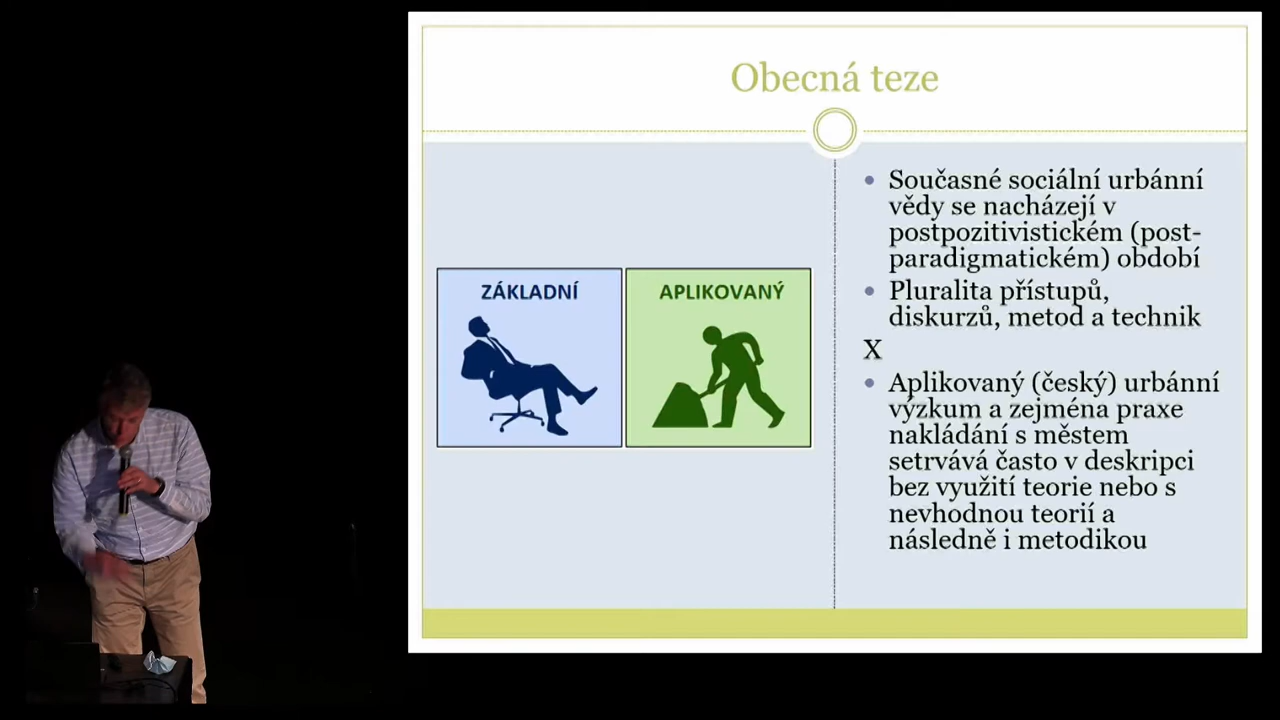 Obecná teze
ZÁKLADNÍ
APLIKOVANÝ
• Současné sociální urbánní
vědy se nacházejí v
postpozitivistickém (post-
paradigmatickém) období
• Pluralita přístupů,
diskurzů, metod a technik
X
• Aplikovaný (český) urbánní
výzkum a zejména praxe
nakládání s městem
setrvává často v deskripci
bez využití teorie nebo s
nevhodnou teorií a
následně i metodikou